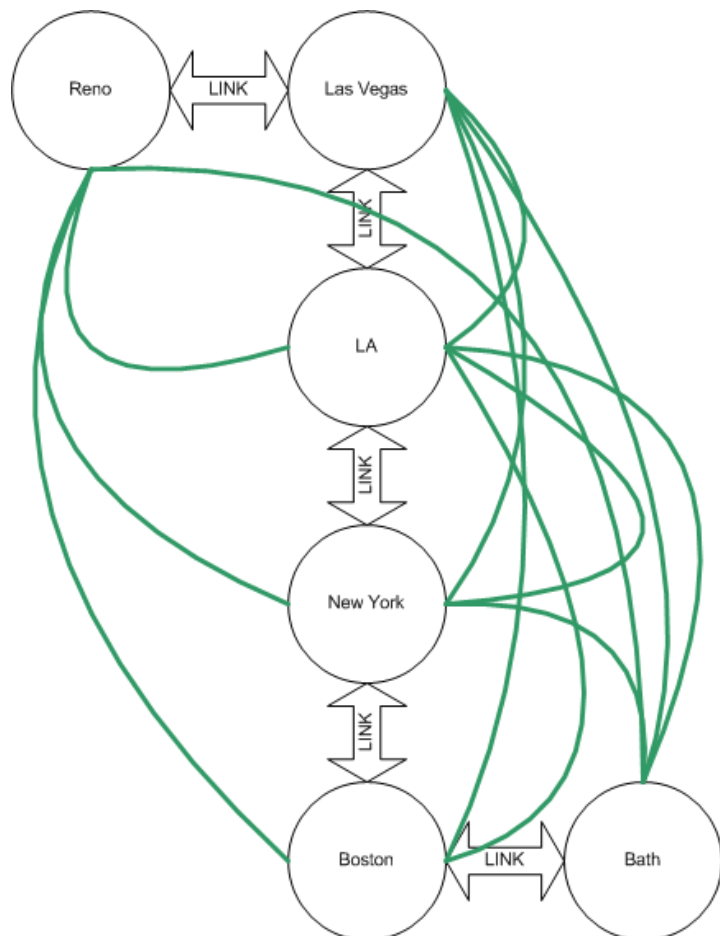 Reno
LINK
Las Vegas
LINK
LA
LINK
New York
LINK
Boston
LINK
Bath